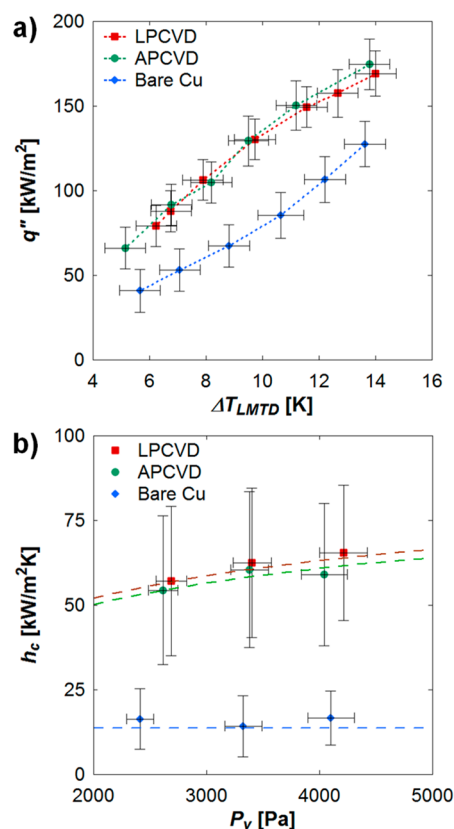 a)
LPCVD
APCVD
Bare Cu
200
150
100
50
0
q″ [kW/m²]
4 6 8 10 12 14 16
ΔT_LMTD [K]
b)
LPCVD
APCVD
Bare Cu
100
75
50
25
0
h_c [kW/m²K]
2000 3000 4000 5000
P_v [Pa]